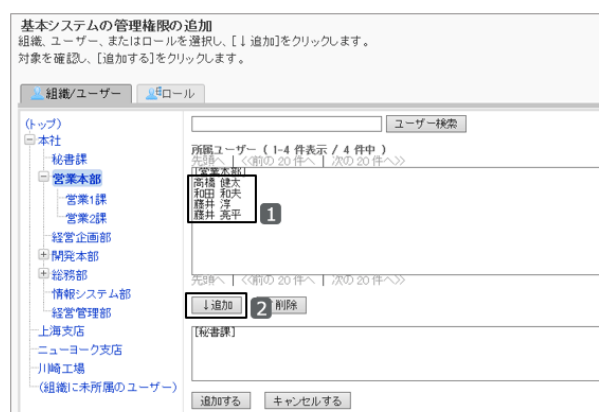 基本システムの管理権限の追加
組織、ユーザー、またはロールを選択し、[↓追加]をクリックします。
対象を確認し、[追加する]をクリックします。
組織/ユーザー
ロール
(トップ)
本社
秘書課
営業本部
営業1課
営業2課
経営企画部
開発本部
総務部
情報システム部
経営管理部
上海支店
ニューヨーク支店
川崎工場
(組織に未所属のユーザー)
ユーザー検索
所属ユーザー ( 1-4 件表示 / 4 件中 )
先頭へ | <<前の 20 件へ | 次の 20 件へ>>
[営業本部]
高橋 健太
和田 和夫
藤井 淳
藤井 亮平
1
先頭へ | <<前の 20 件へ | 次の 20 件へ>>
↓追加
2
削除
[秘書課]
追加する
キャンセルする